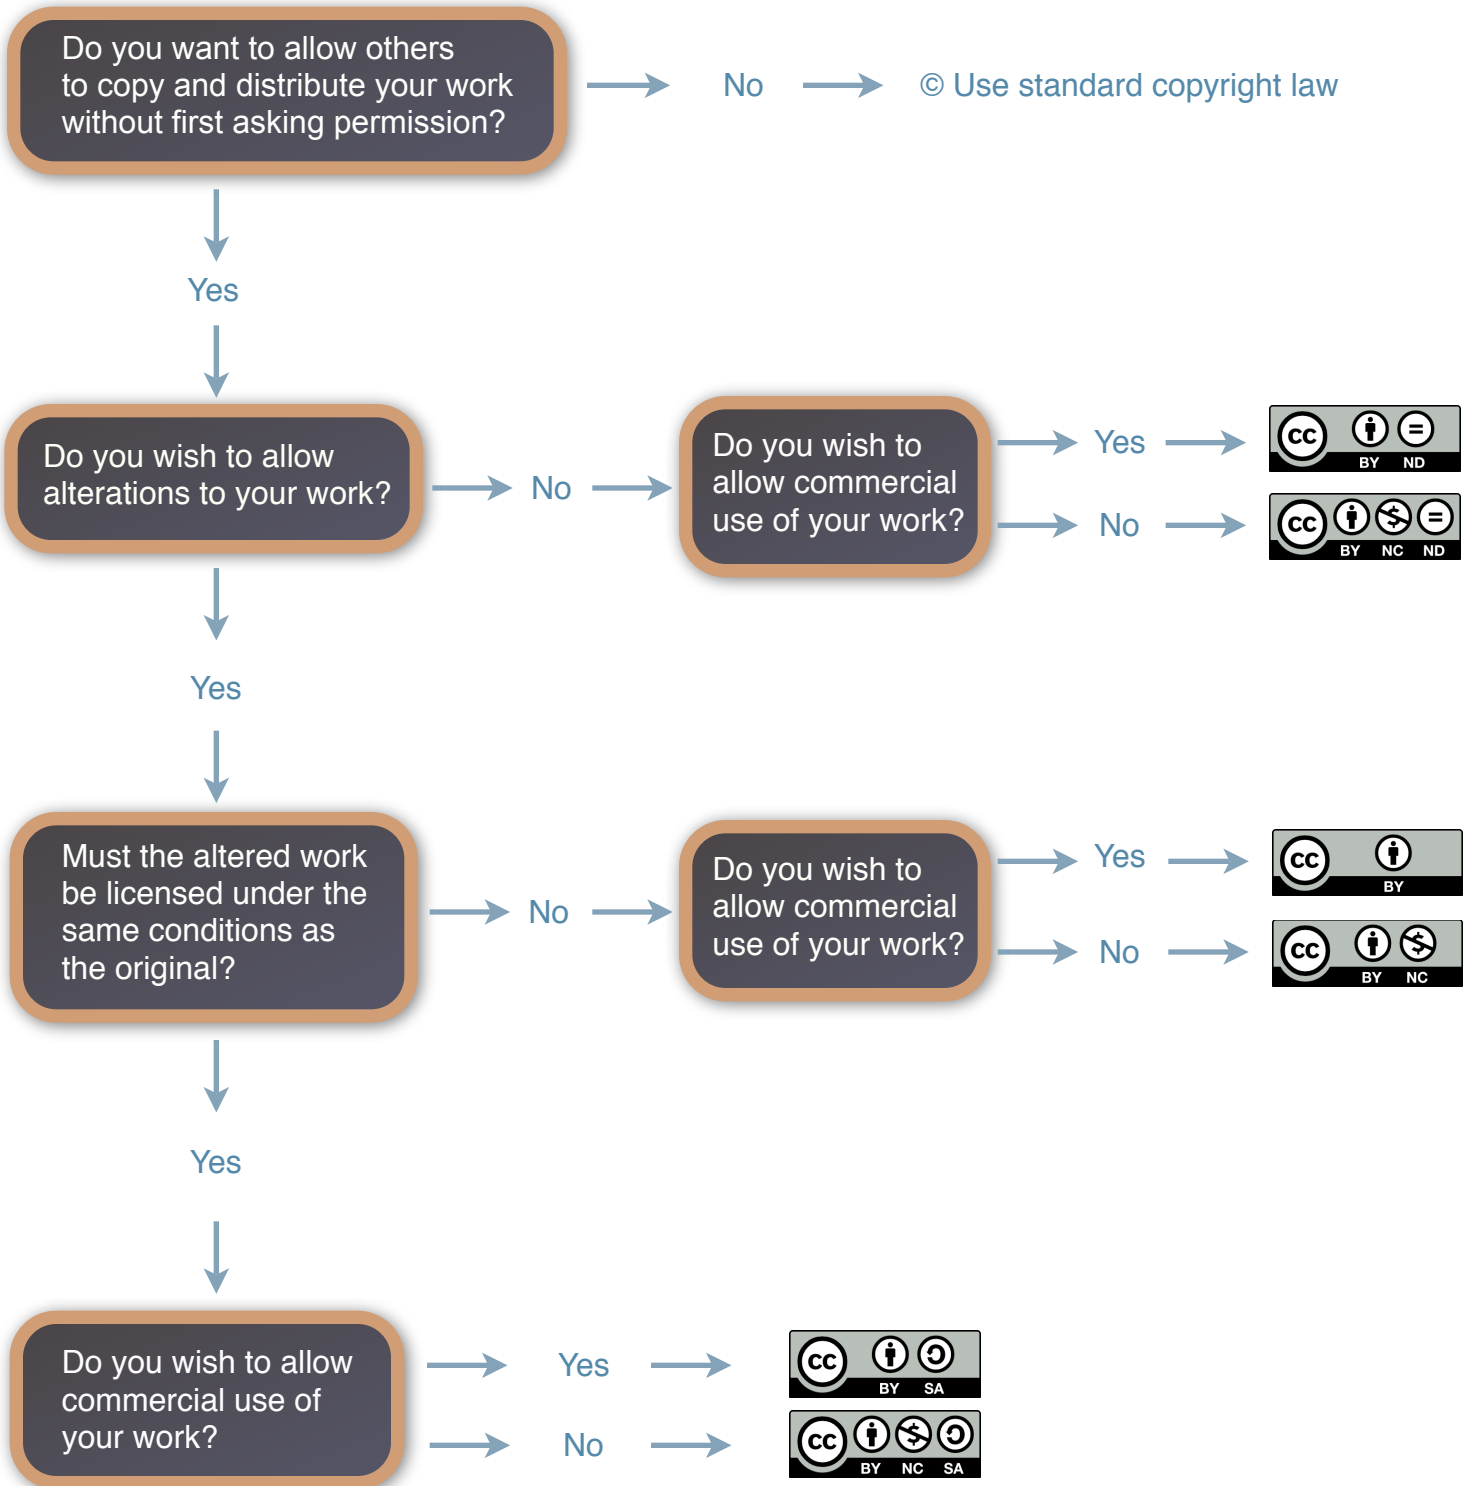 Do you want to allow others
to copy and distribute your work
without first asking permission?
No
© Use standard copyright law
Yes
Do you wish to allow
alterations to your work?
No
Do you wish to
allow commercial
use of your work?
Yes
CC
BY ND
No
CC
BY NC ND
Yes
Must the altered work
be licensed under the
same conditions as
the original?
No
Do you wish to
allow commercial
use of your work?
Yes
CC
BY
No
CC
BY NC
Yes
Do you wish to allow
commercial use of
your work?
Yes
CC
BY SA
No
CC
BY NC SA